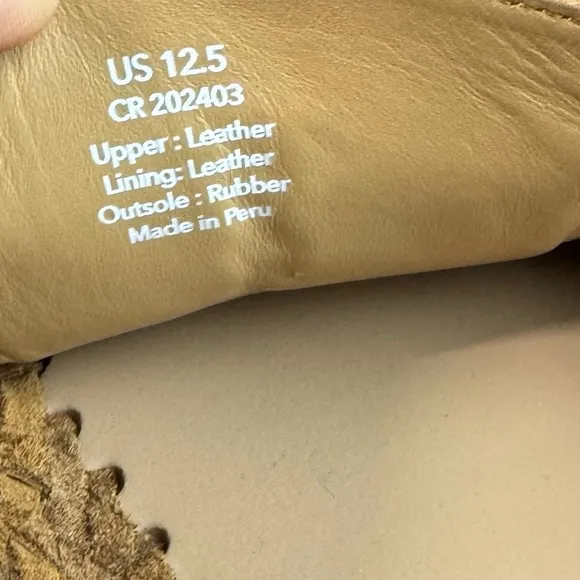 US 12.5
CR 202403
Upper : Leather
Lining: Leather
Outsole : Rubber
Made in Peru